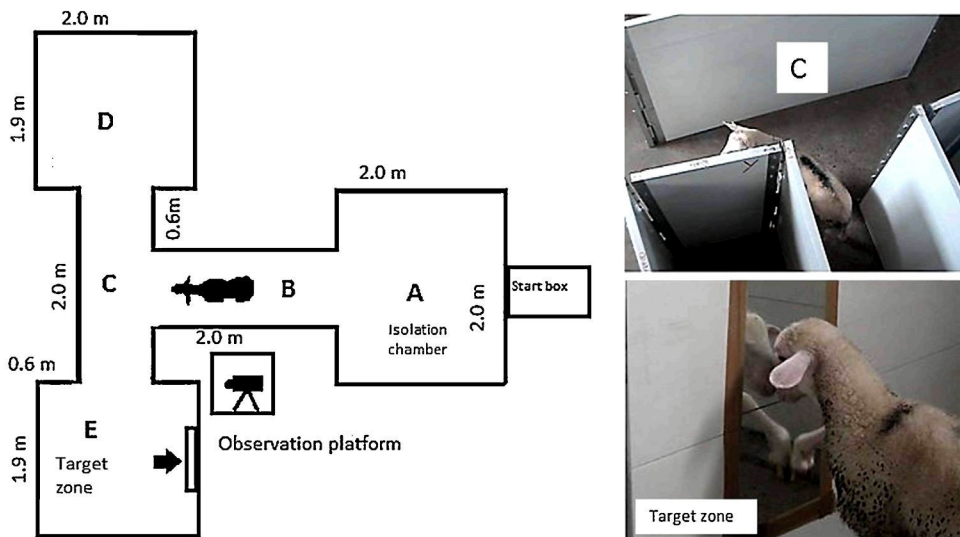 2.0 m
1.9 m
D
0.6m
2.0 m
2.0 m
C
B
A
2.0 m
Start box
Isolation
chamber
2.0 m
0.6 m
E
Target
zone
1.9 m
Observation platform
C
Target zone